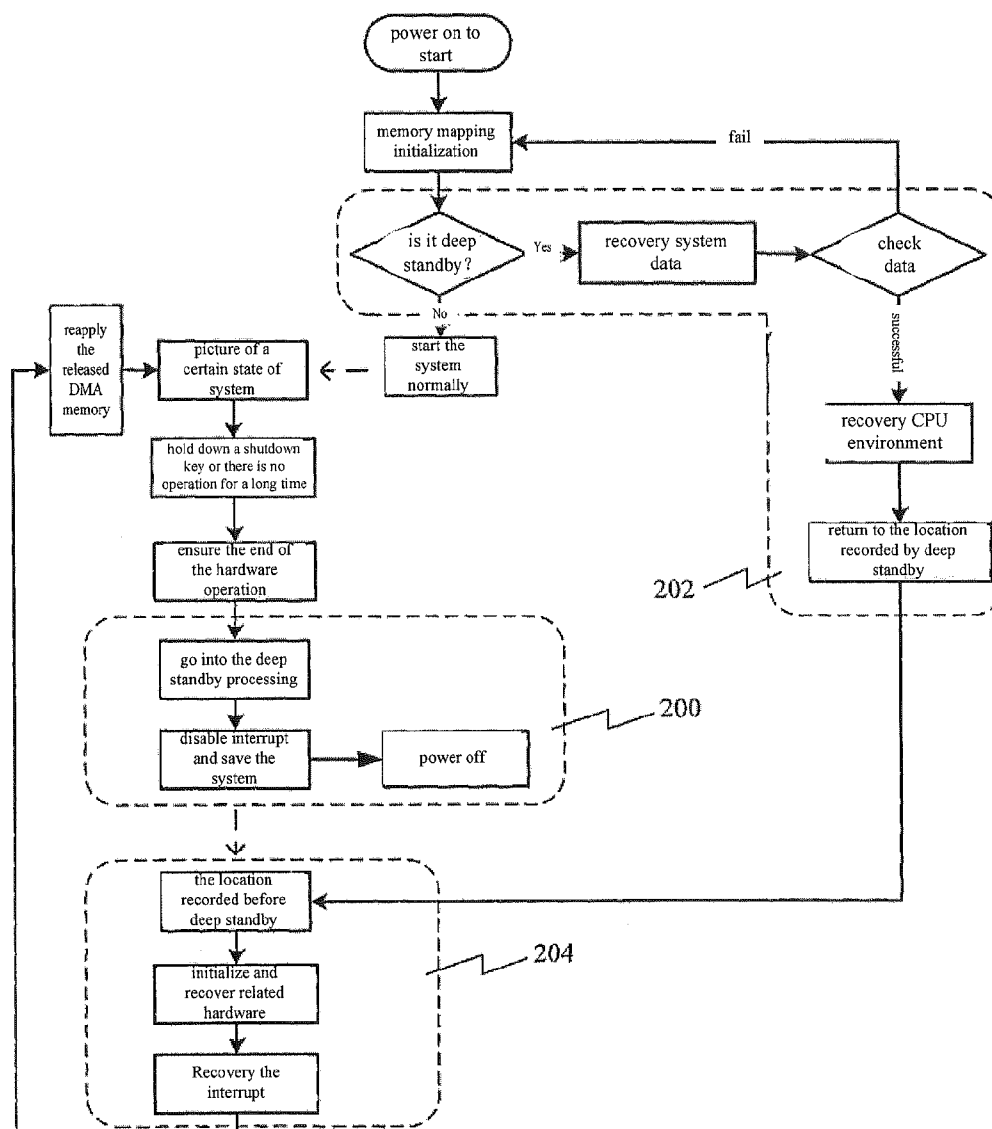 power on to
start
memory mapping
initialization
fail
is it deep
standby?
Yes
recovery system
data
check
data
No
successful
reapply
the
released
DMA
memory
picture of a
certain state of
system
start the
system
normally
hold down a shutdown
key or there is no
operation for a long time
recovery CPU
environment
ensure the end of
the hardware
operation
return to the location
recorded by deep
standby
202
go into the deep
standby processing
200
disable interrupt
and save the
system
power off
the location
recorded before
deep standby
204
initialize and
recover related
hardware
Recovery the
interrupt